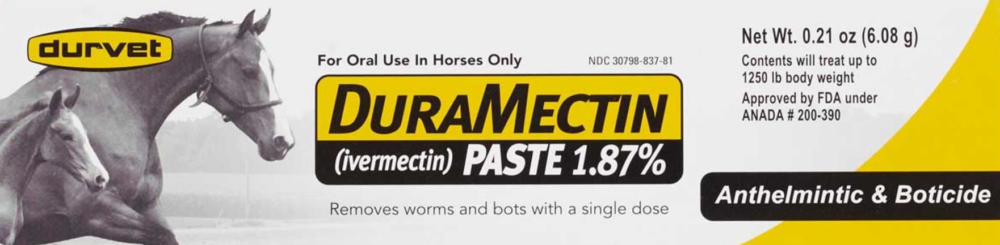 durvet
For Oral Use In Horses Only
NDC 30798-837-81
DURAMECTIN
(ivermectin) PASTE 1.87%
Removes worms and bots with a single dose
Net Wt. 0.21 oz (6.08 g)
Contents will treat up to
1250 lb body weight
Approved by FDA under
ANADA # 200-390
Anthelmintic & Boticide